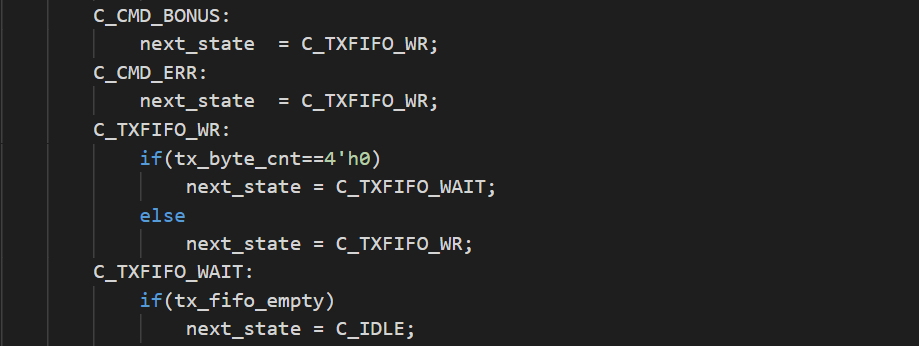 C_CMD_BONUS:
next_state  = C_TXFIFO_WR;
C_CMD_ERR:
next_state  = C_TXFIFO_WR;
C_TXFIFO_WR:
if(tx_byte_cnt==4'h0)
next_state = C_TXFIFO_WAIT;
else
next_state = C_TXFIFO_WR;
C_TXFIFO_WAIT:
if(tx_fifo_empty)
next_state = C_IDLE;